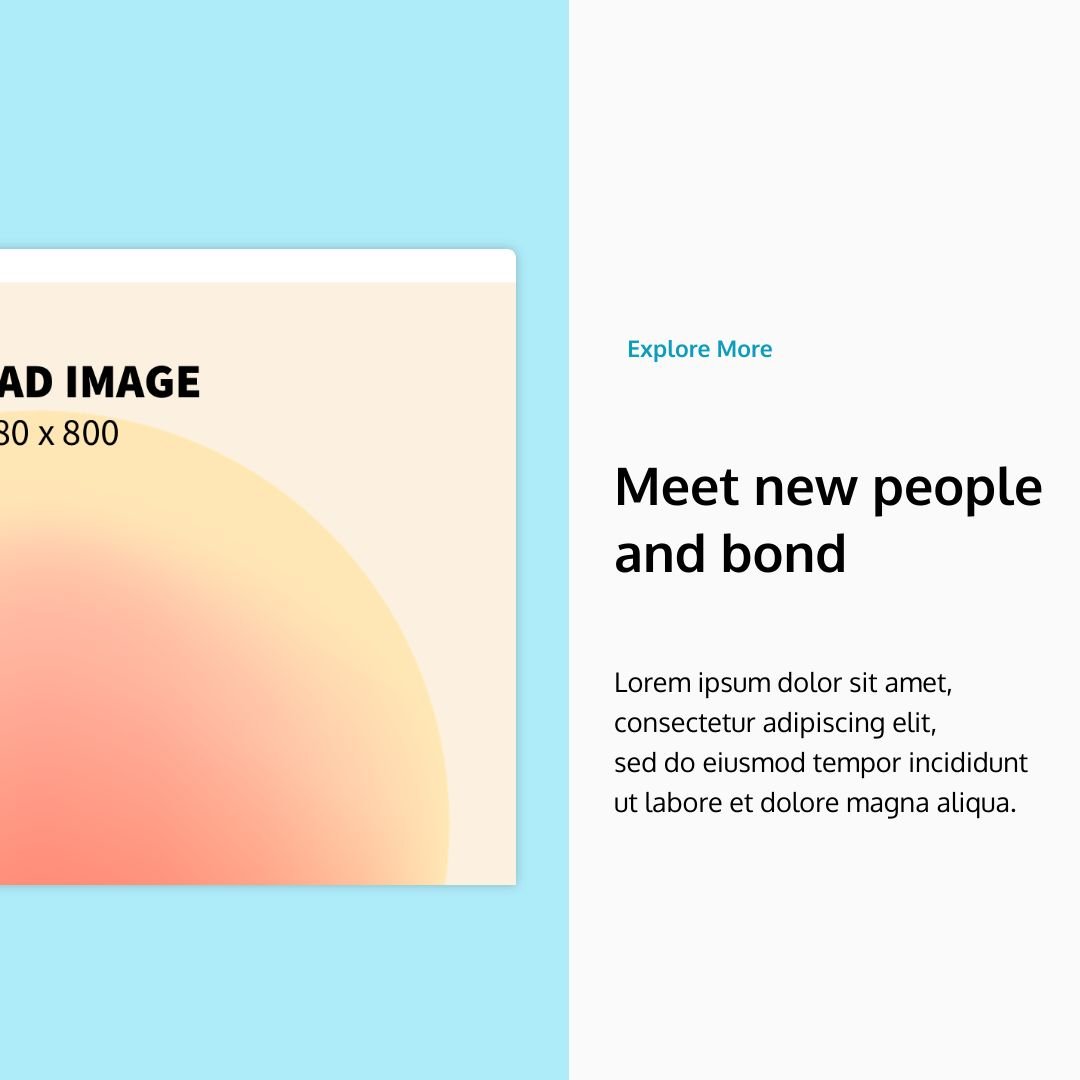 AD IMAGE
80 x 800
Explore More
Meet new people
and bond
Lorem ipsum dolor sit amet,
consectetur adipiscing elit,
sed do eiusmod tempor incididunt
ut labore et dolore magna aliqua.